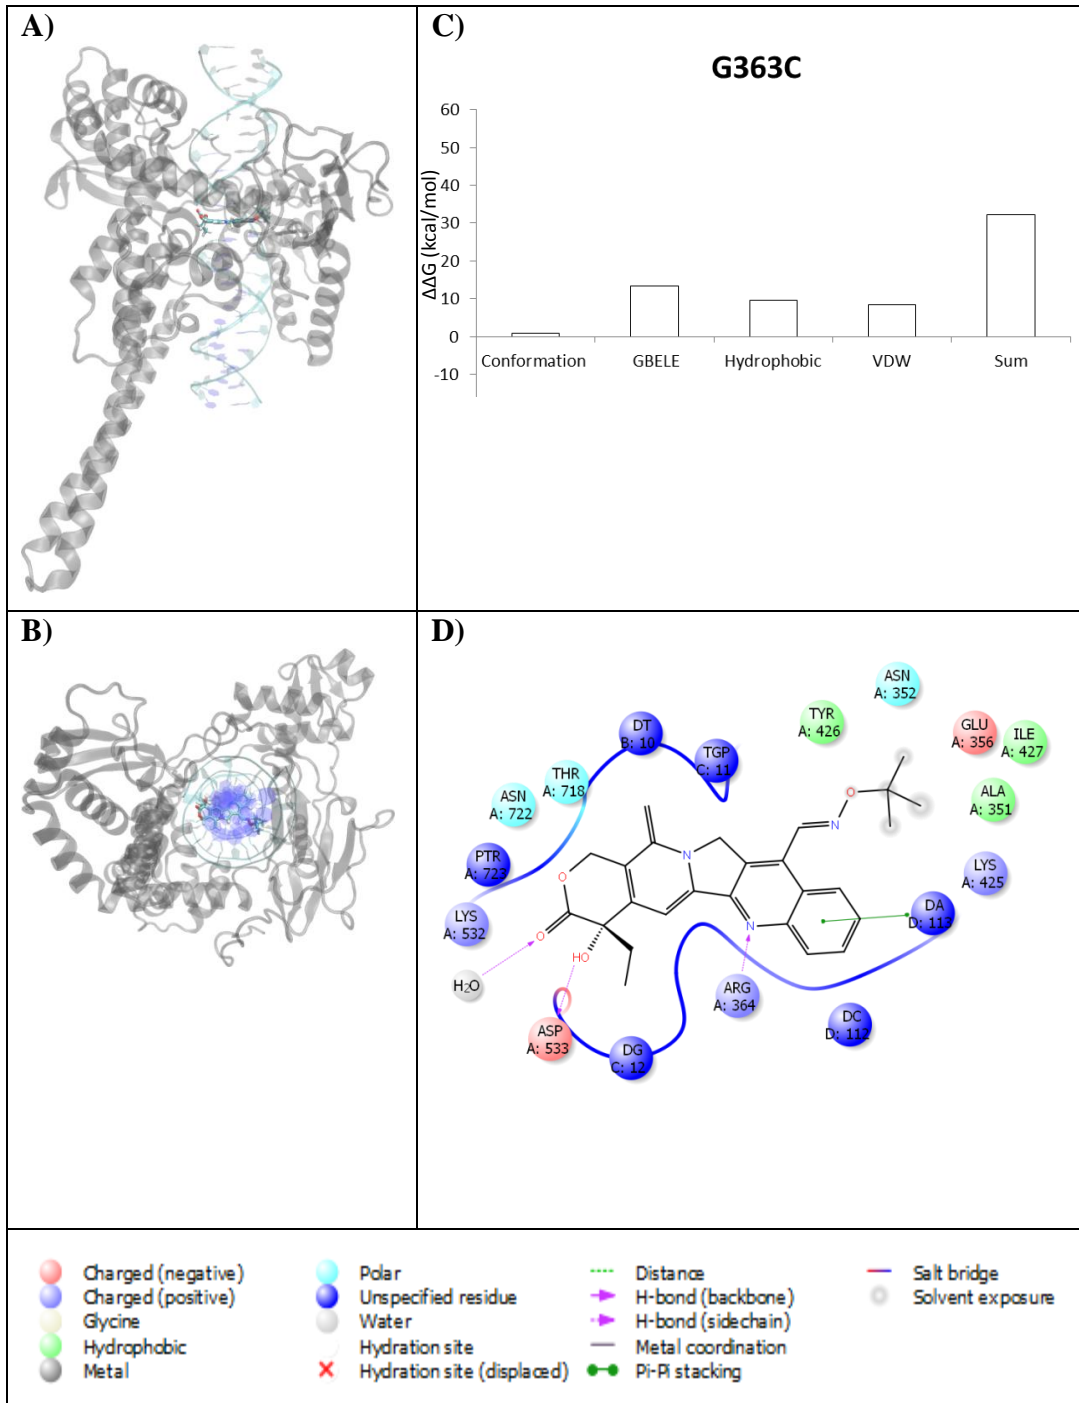 A)
C)
G363C
ΔΔG (kcal/mol)
60
50
40
30
20
10
0
-10
Conformation
GBELE
Hydrophobic
VDW
Sum
B)
D)
ASN
A: 352
TYR
A: 426
GLU
A: 356
ILE
A: 427
DT
B: 10
TGP
C: 11
THR
A: 718
ASN
A: 722
ALA
A: 351
PTR
A: 723
LYS
A: 425
LYS
A: 532
DA
D: 113
O
N
O
N
O
N
HO
H2O
ARG
A: 364
ASP
A: 533
DG
C: 12
DC
D: 112
Charged (negative)
Charged (positive)
Glycine
Hydrophobic
Metal
Polar
Unspecified residue
Water
Hydration site
Hydration site (displaced)
Distance
H-bond (backbone)
H-bond (sidechain)
Metal coordination
Pi-Pi stacking
Salt bridge
Solvent exposure